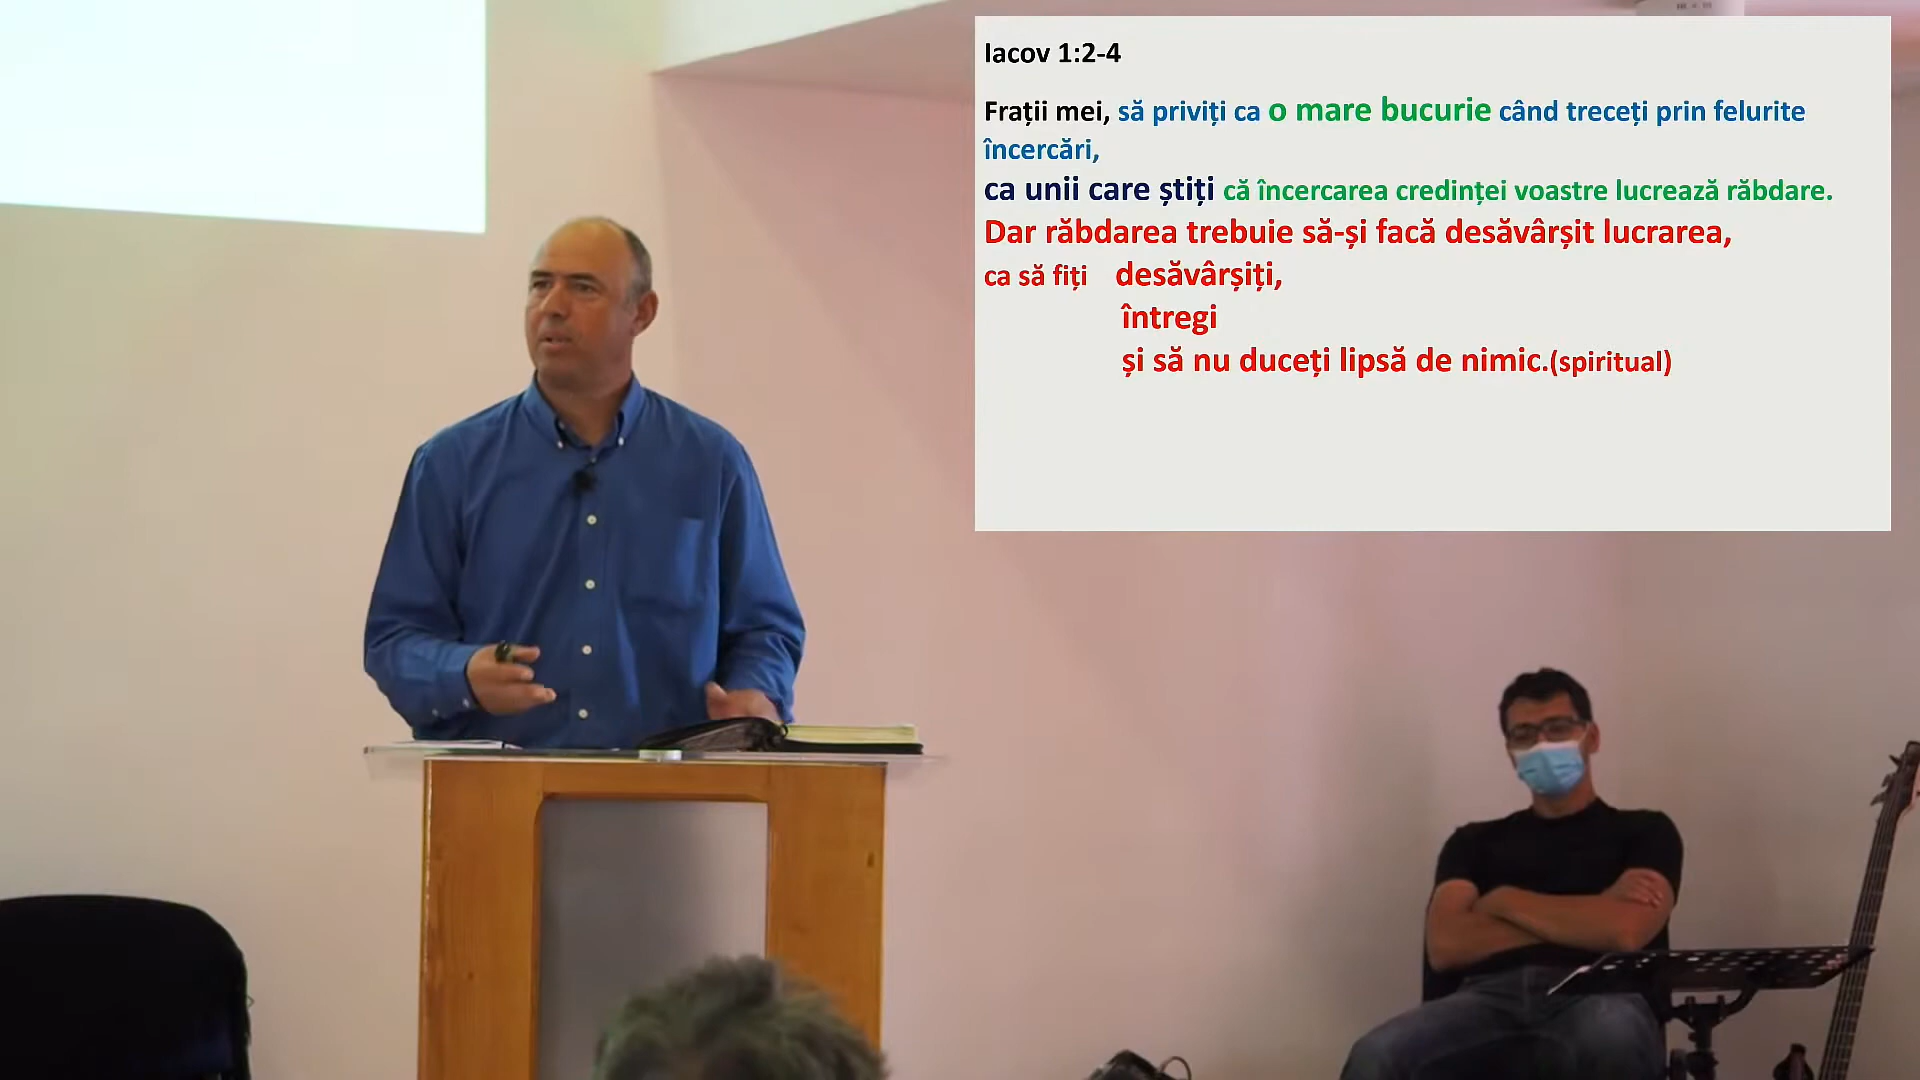 Iacov 1:2-4
Frații mei, să priviți ca o mare bucurie când treceți prin felurite
încercări,
ca unii care știți că încercarea credinței voastre lucrează răbdare.
Dar răbdarea trebuie să-și facă desăvârșit lucrarea,
ca să fiți desăvârșiți,
întregi
și să nu duceți lipsă de nimic.(spiritual)